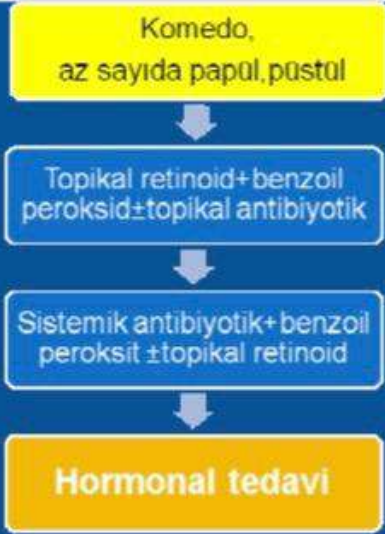 Komedo,
az sayıda papül,püstül
Topikal retinoid+benzoil
peroksid±topikal antibiyotik
Sistemik antibiyotik+benzoil
peroksit ±topikal retinoid
Hormonal tedavi